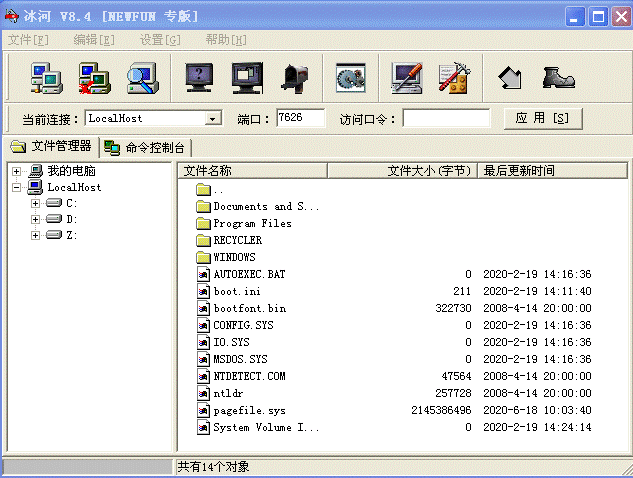 冰河 V8.4 [NEWFUN 专版]
文件[F] 编辑[E] 设置[G] 帮助[H]
当前连接： LocalHost 端口： 7626 访问口令： 应 用 [S]
文件管理器 命令控制台
我的电脑
LocalHost
C:
D:
Z:
文件名称 文件大小(字节) 最后更新时间
..
Documents and S...
Program Files
RECYCLER
WINDOWS
AUTOEXEC.BAT 0 2020-2-19 14:16:36
boot.ini 211 2020-2-19 14:11:40
bootfont.bin 322730 2008-4-14 20:00:00
CONFIG.SYS 0 2020-2-19 14:16:36
IO.SYS 0 2020-2-19 14:16:36
MSDOS.SYS 0 2020-2-19 14:16:36
NTDETECT.COM 47564 2008-4-14 20:00:00
ntldr 257728 2008-4-14 20:00:00
pagefile.sys 2145386496 2020-6-18 10:03:40
System Volume I... 0 2020-2-19 14:24:14
共有14个对象